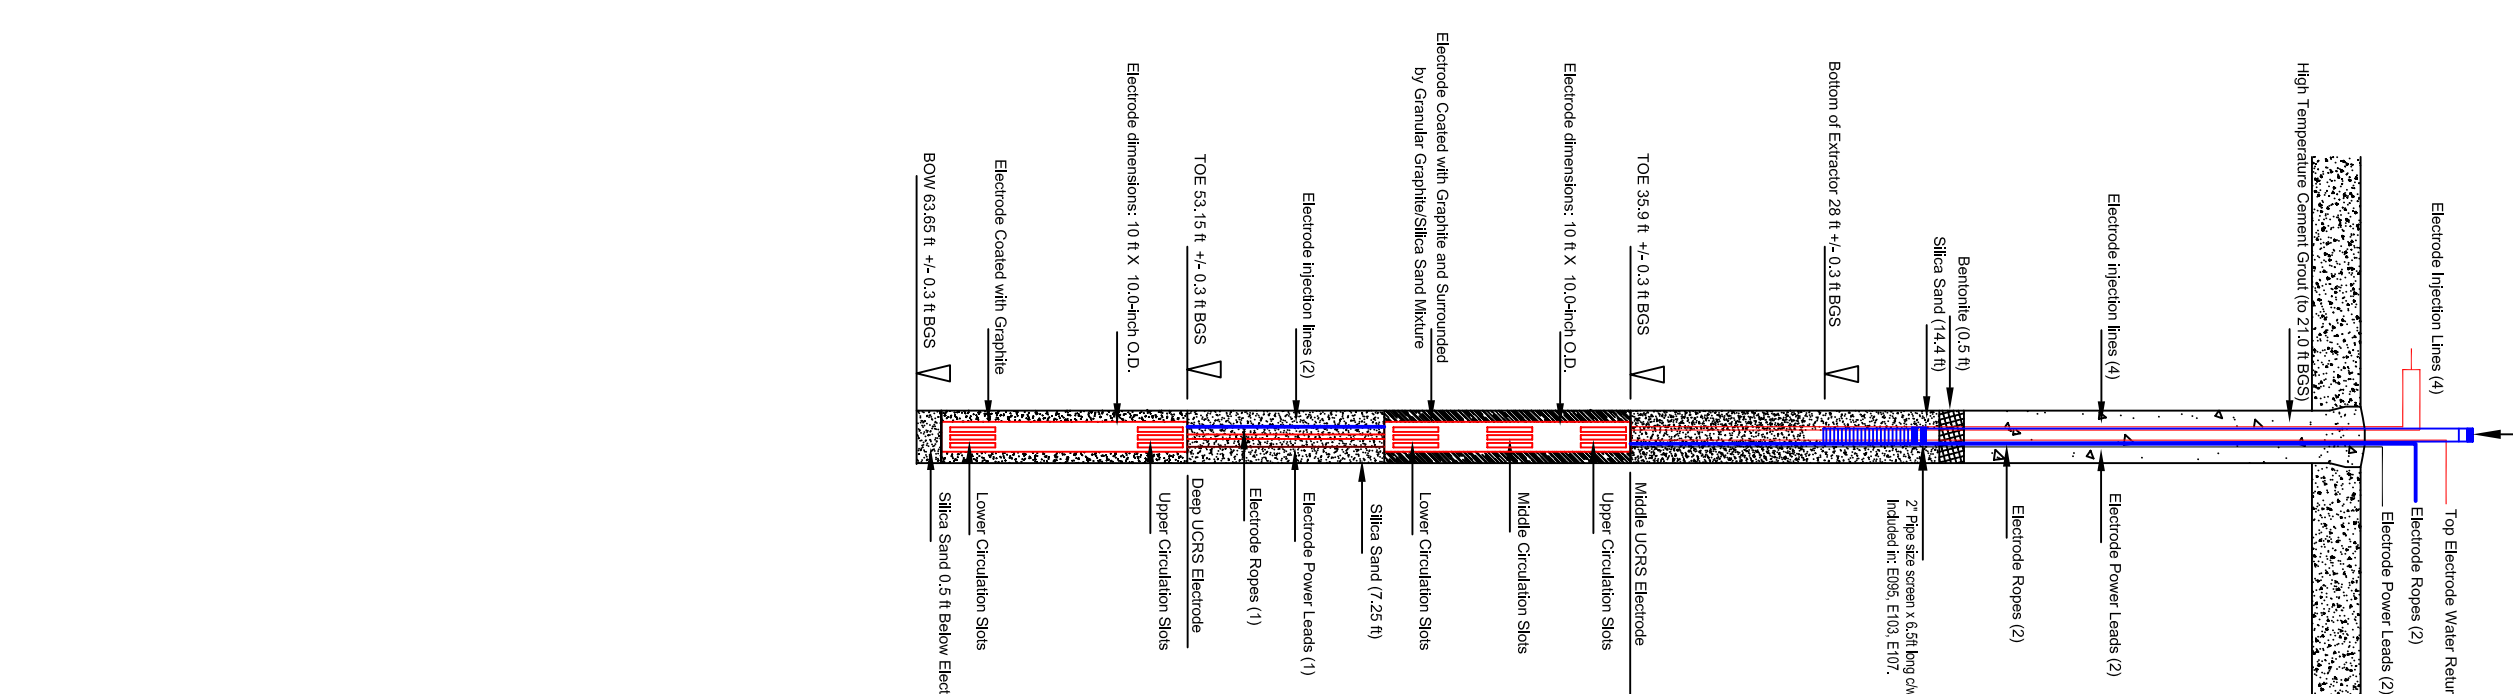 Electrode Injection Lines (4)
High Temperature Cement Grout (to 21.0 ft BGS)
Electrode injection lines (4)
Bentonite (0.5 ft)
Silica Sand (14.4 ft)
Bottom of Extractor 28 ft +/- 0.3 ft BGS
TOE 35.9 ft +/- 0.3 ft BGS
Electrode dimensions: 10 ft X 10.0-inch O.D.
Electrode Coated with Graphite and Surrounded
by Granular Graphite/Silica Sand Mixture
Electrode injection lines (2)
TOE 53.15 ft +/- 0.3 ft BGS
Electrode dimensions: 10 ft X 10.0-inch O.D.
Electrode Coated with Graphite
BOW 63.65 ft +/- 0.3 ft BGS
Top Electrode Water Retur
Electrode Ropes (2)
Electrode Power Leads (2)
Electrode Power Leads (2)
Electrode Ropes (2)
2" Pipe size screen x 6.5ft long c/w
Included in: E095, E103, E107.
Middle UCRS Electrode
Upper Circulation Slots
Middle Circulation Slots
Lower Circulation Slots
Silica Sand (7.25 ft)
Electrode Power Leads (1)
Electrode Ropes (1)
Deep UCRS Electrode
Upper Circulation Slots
Lower Circulation Slots
Silica Sand 0.5 ft Below Elect